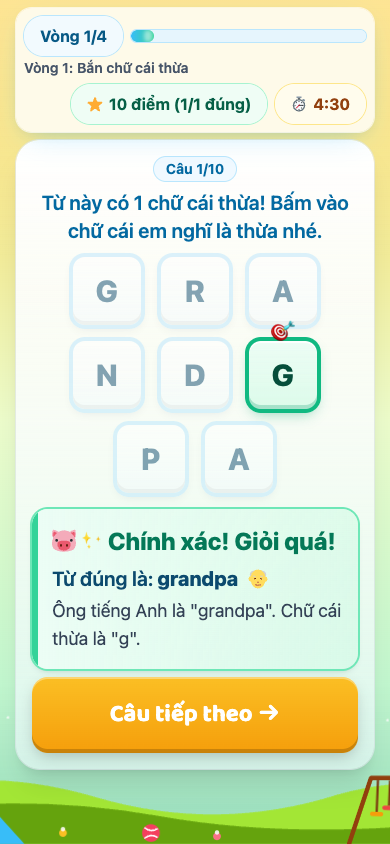 Vòng 1/4
Vòng 1: Bắn chữ cái thừa
10 điểm (1/1 đúng)
4:30
Câu 1/10
Từ này có 1 chữ cái thừa! Bấm vào
chữ cái em nghĩ là thừa nhé.
G R A
N D G
P A
Chính xác! Giỏi quá!
Từ đúng là: grandpa
Ông tiếng Anh là "grandpa". Chữ cái
thừa là "g".
Câu tiếp theo →